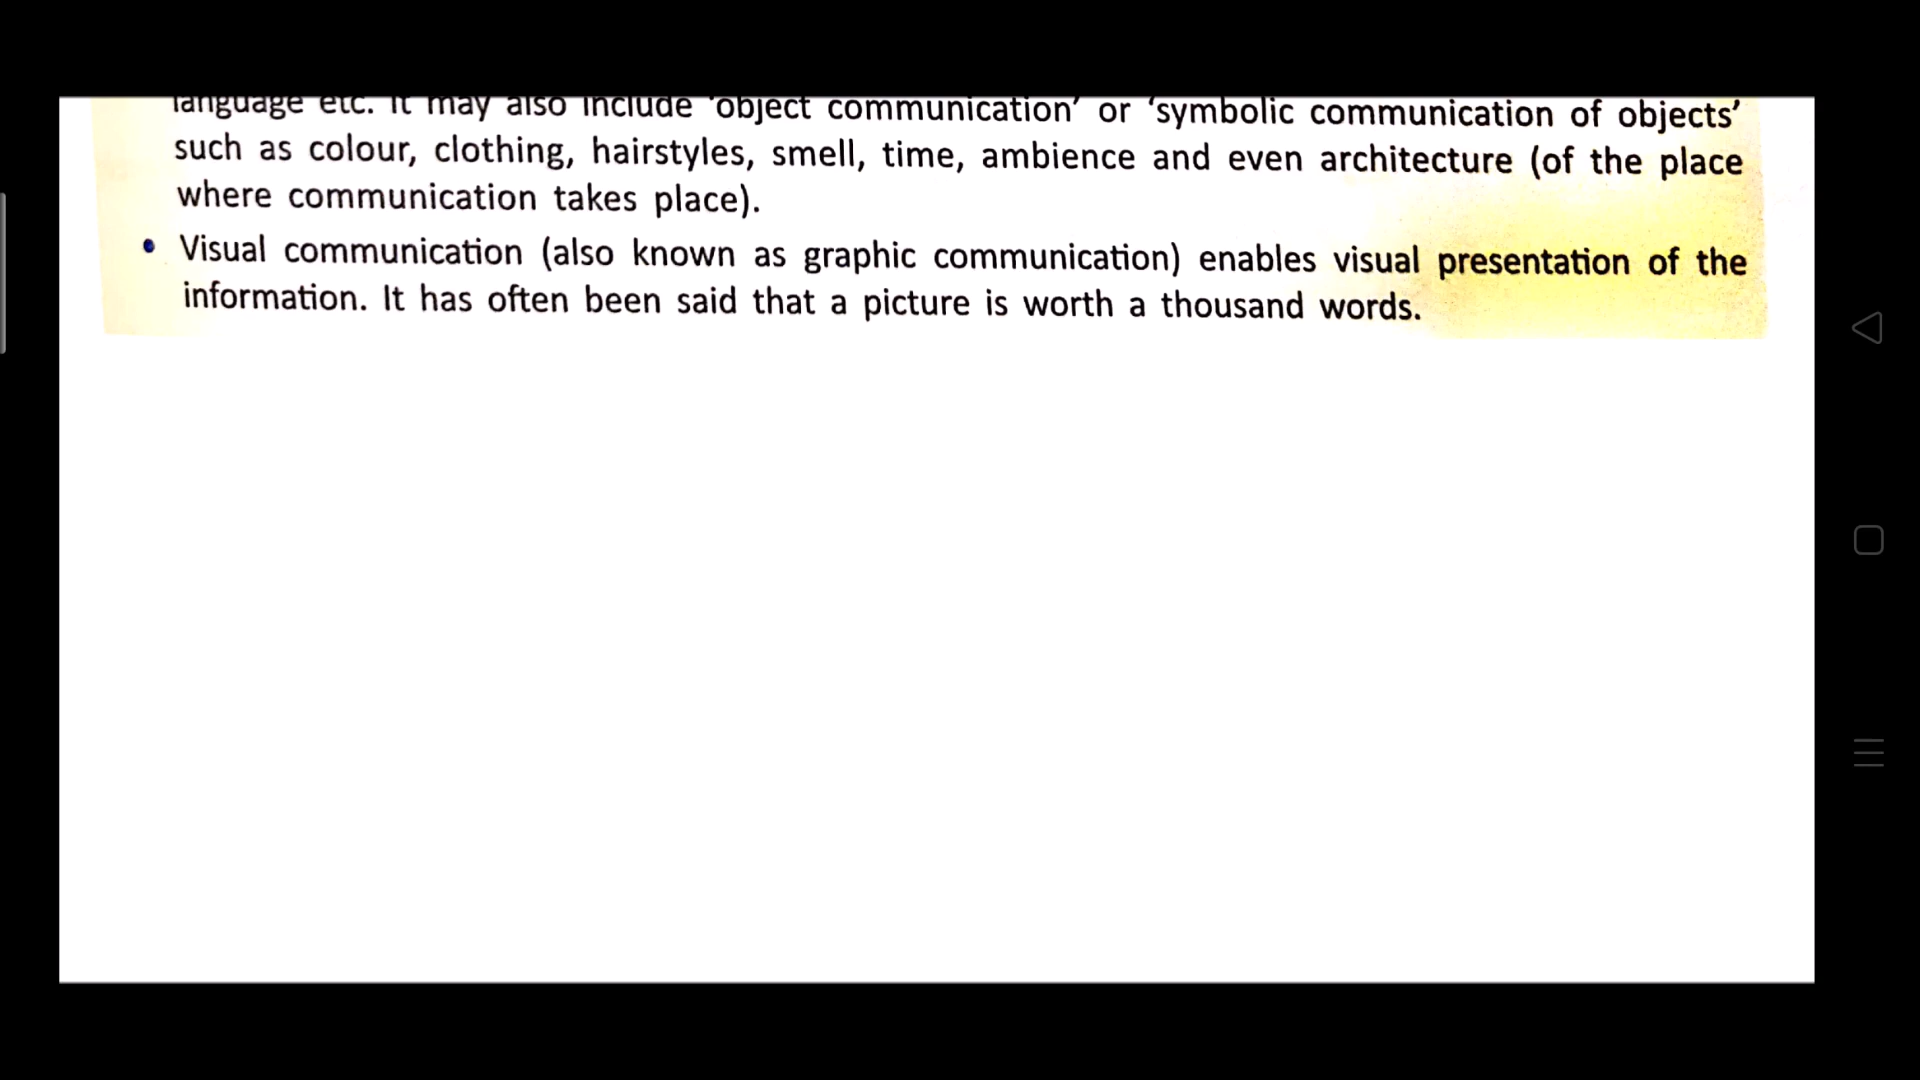 language etc. It may also include 'object communication' or 'symbolic communication of objects'
such as colour, clothing, hairstyles, smell, time, ambience and even architecture (of the place
where communication takes place).
• Visual communication (also known as graphic communication) enables visual presentation of the
information. It has often been said that a picture is worth a thousand words.